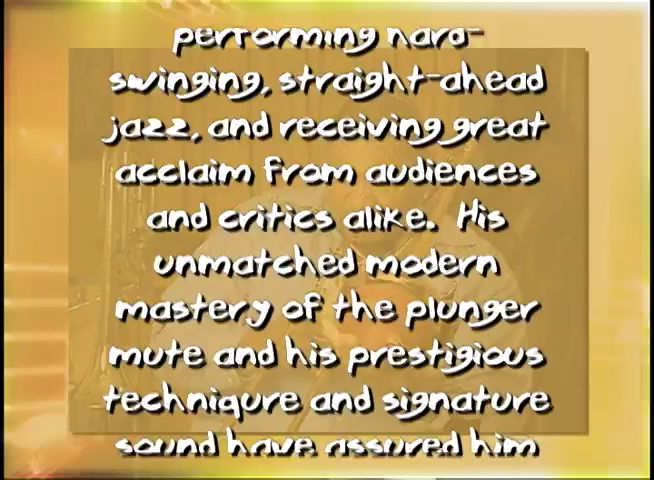 performing hard-
swinging, straight-ahead
jazz, and receiving great
acclaim from audiences
and critics alike. His
unmatched modern
mastery of the plunger
mute and his prestigious
techniqure and signature
sound have assured him